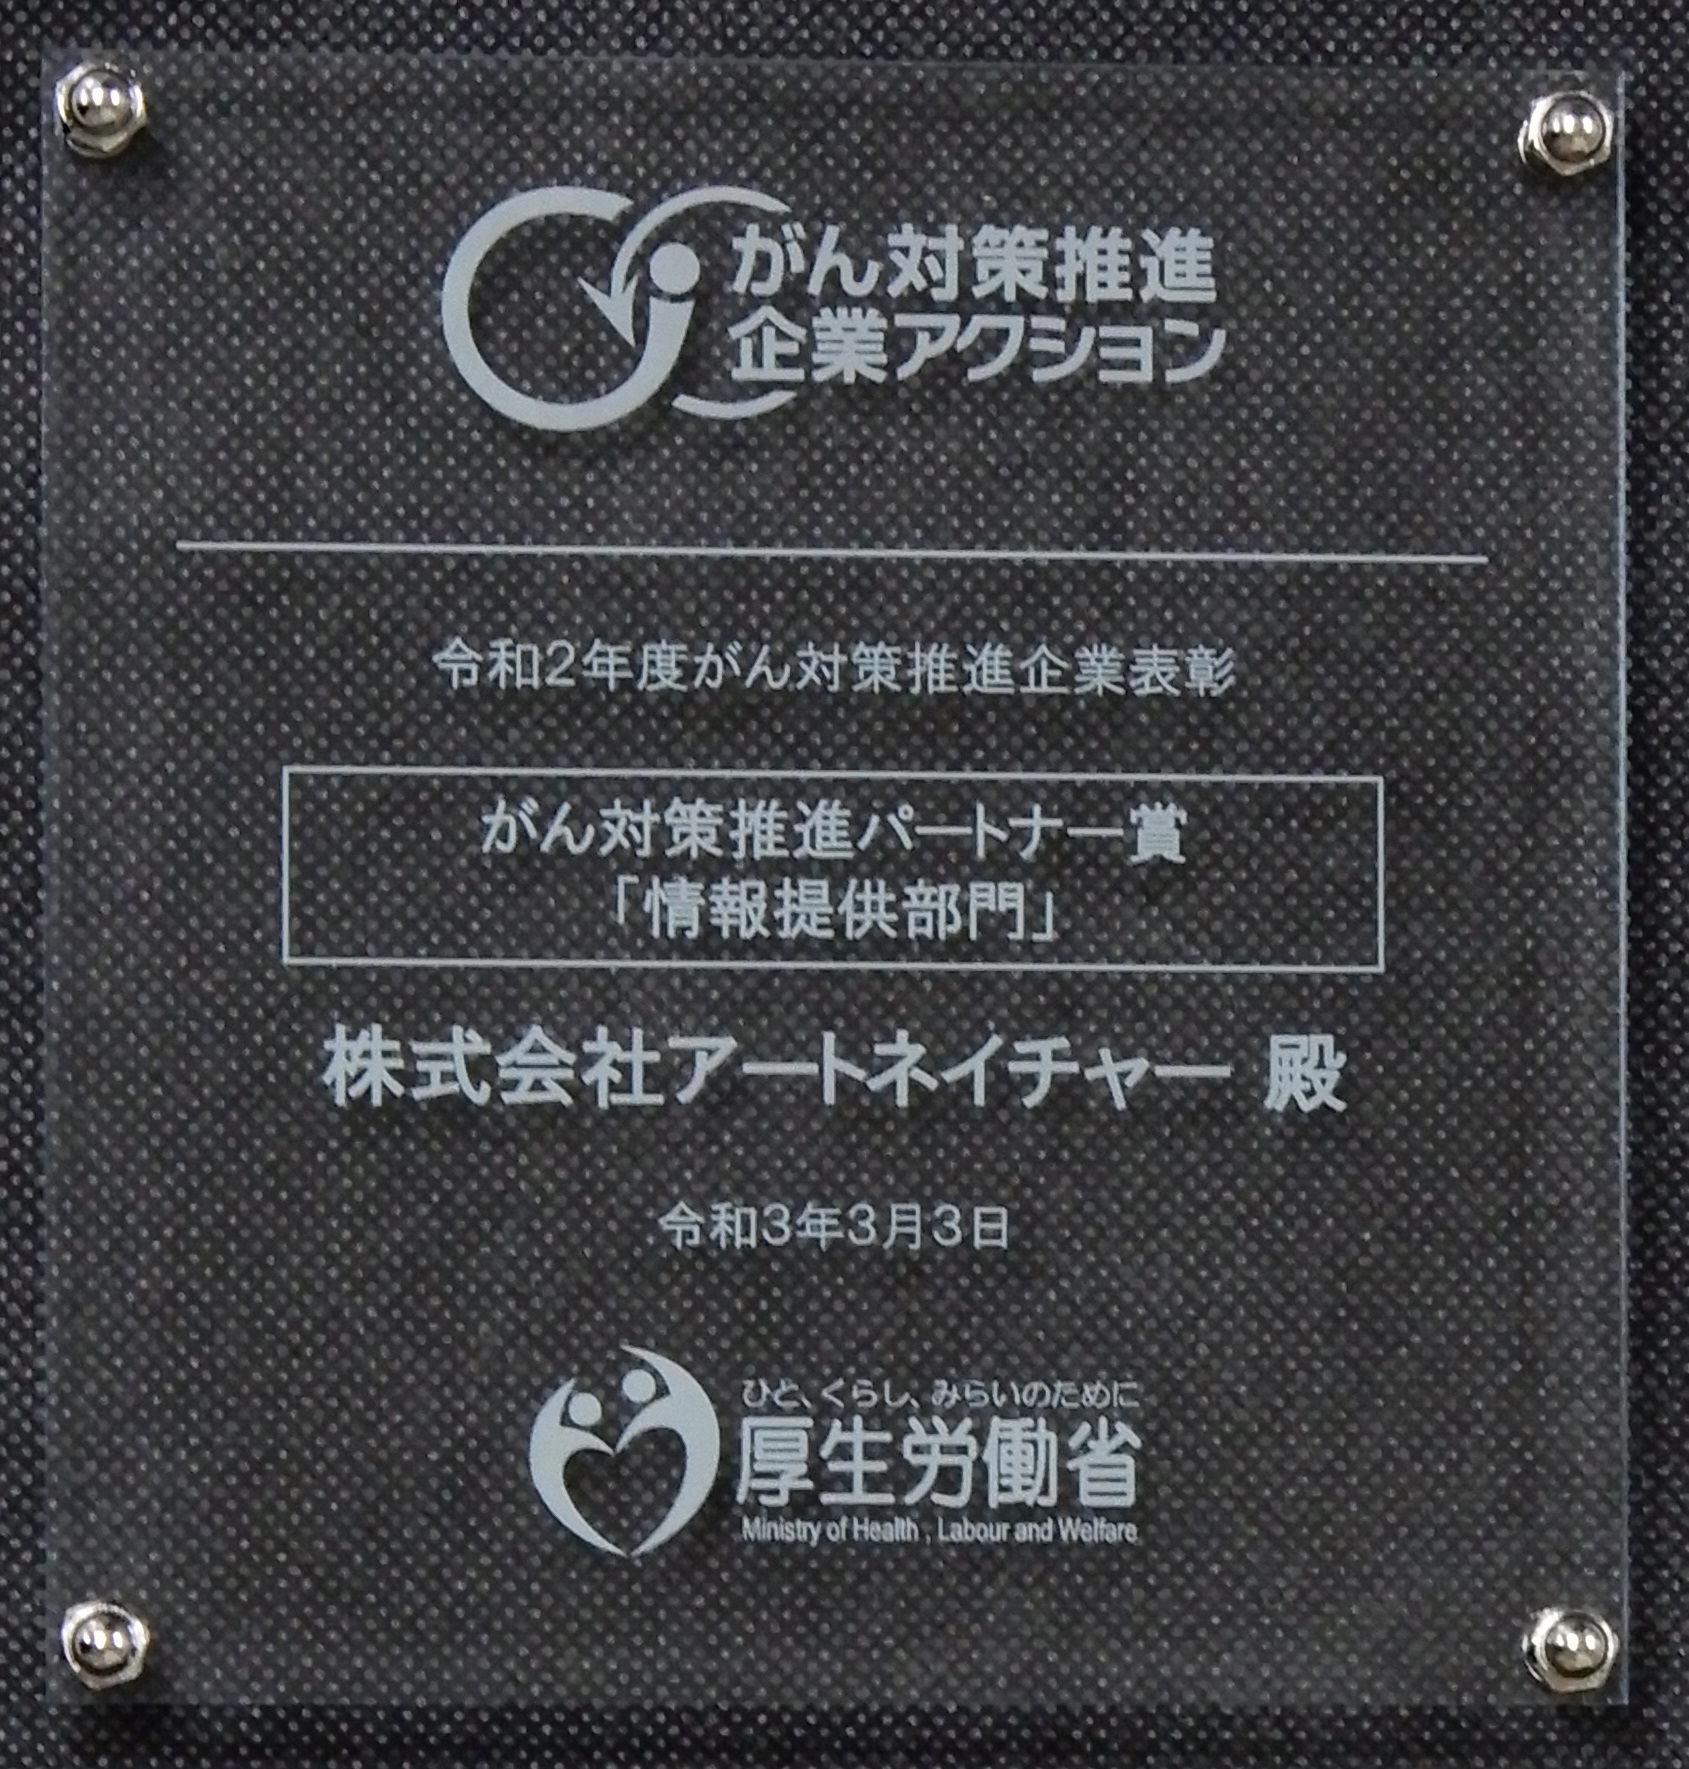 がん対策推進
企業アクション
令和2年度がん対策推進企業表彰
がん対策推進パートナー賞
「情報提供部門」
株式会社アートネイチャー 殿
令和3年3月3日
ひと、くらし、みらいのために
厚生労働省
Ministry of Health , Labour and Welfare